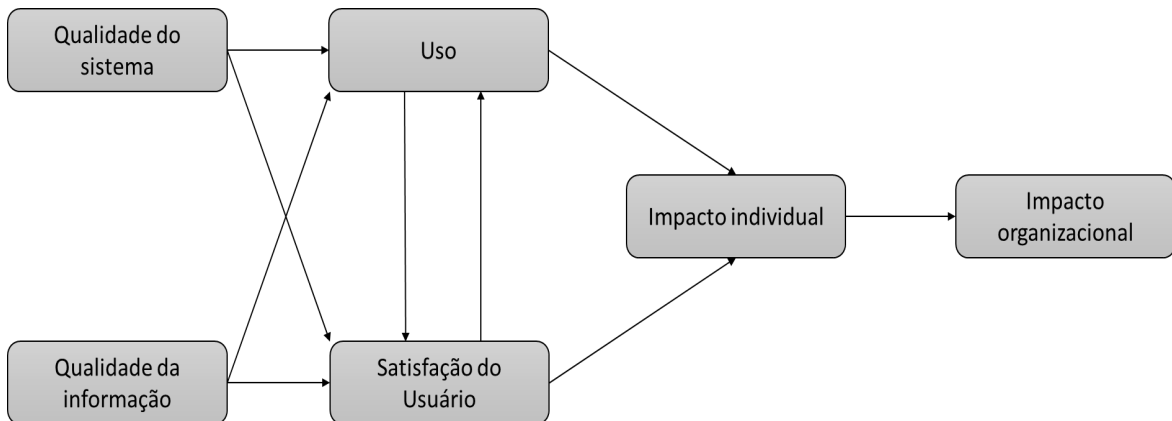 Qualidade do
sistema
Uso
Impacto individual
Impacto
organizacional
Qualidade da
informação
Satisfação do
Usuário